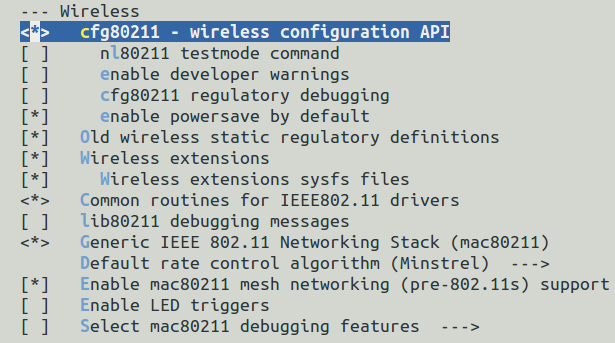 --- Wireless
<*>   cfg80211 - wireless configuration API
[ ]     nl80211 testmode command
[ ]     enable developer warnings
[ ]     cfg80211 regulatory debugging
[*]     enable powersave by default
[*]   Old wireless static regulatory definitions
[*]   Wireless extensions
[*]     Wireless extensions sysfs files
<*>   Common routines for IEEE802.11 drivers
[ ]   lib80211 debugging messages
<*>   Generic IEEE 802.11 Networking Stack (mac80211)
      Default rate control algorithm (Minstrel)  --->
[*]   Enable mac80211 mesh networking (pre-802.11s) support
[ ]   Enable LED triggers
[ ]   Select mac80211 debugging features  --->